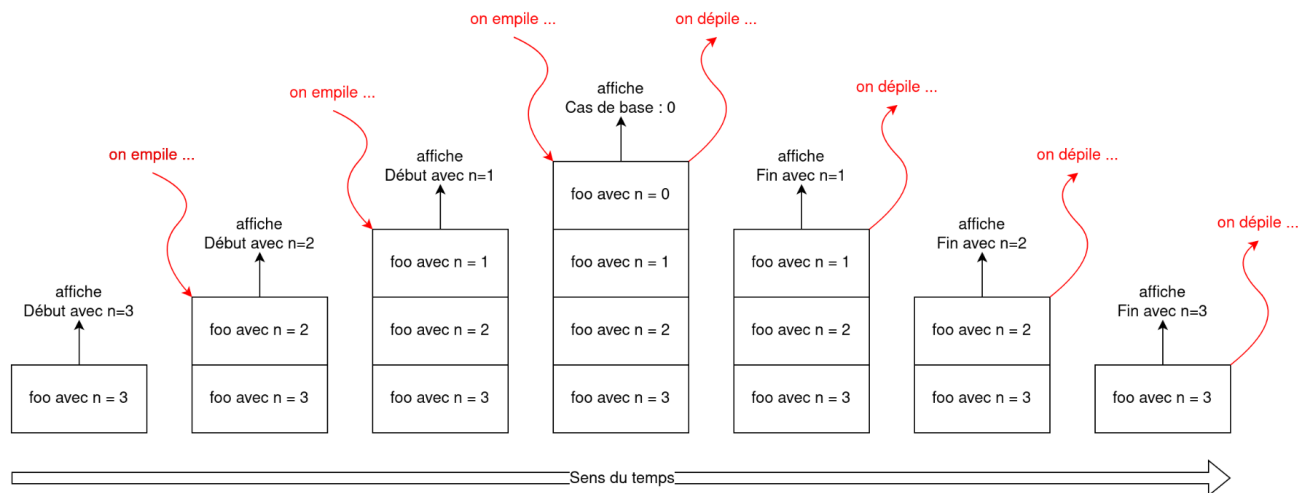 on empile ...
on dépile ...
affiche
Cas de base : 0
on empile ...
on dépile ...
affiche
Début avec n=1
affiche
Fin avec n=1
on empile ...
on dépile ...
foo avec n = 0
affiche
Début avec n=2
affiche
Fin avec n=2
on dépile ...
foo avec n = 1
foo avec n = 1
foo avec n = 1
affiche
Début avec n=3
affiche
Fin avec n=3
foo avec n = 2
foo avec n = 2
foo avec n = 2
foo avec n = 2
foo avec n = 2
foo avec n = 3
foo avec n = 3
foo avec n = 3
foo avec n = 3
foo avec n = 3
foo avec n = 3
foo avec n = 3
Sens du temps